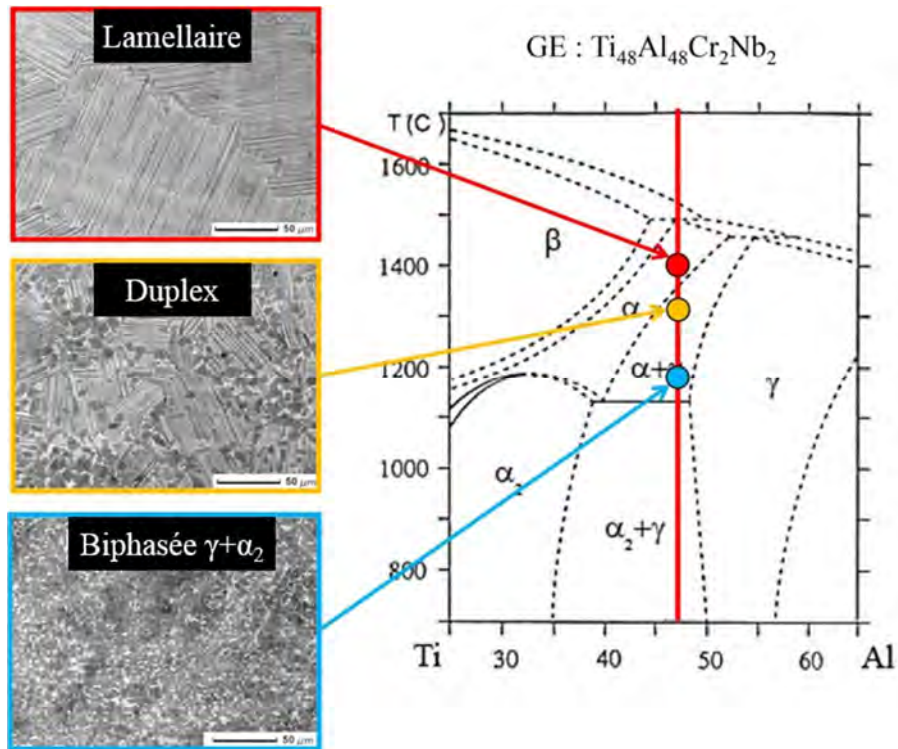 Lamellaire
50 μm
Duplex
50 μm
Biphasée γ+α₂
50 μm
GE : Ti₄₈Al₄₈Cr₂Nb₂
T (C)
1600
1400
1200
1000
800
β
α
α+γ
γ
α₂
α₂+γ
Ti 30 40 50 60 Al